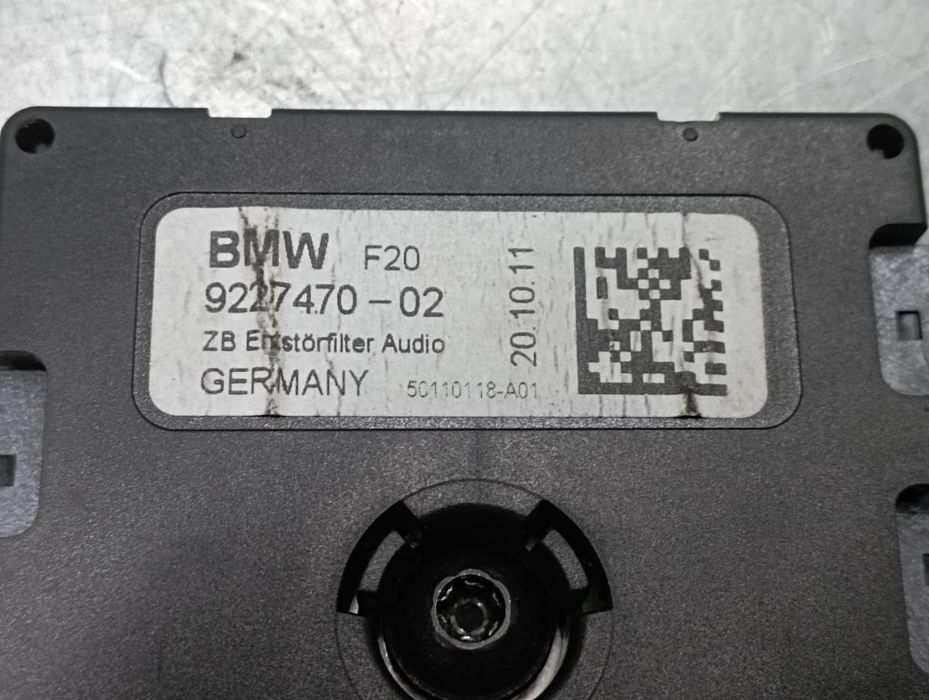 BMW F20
9227470-02
ZB Entstörfilter Audio
GERMANY 50110118-A01
20.10.11